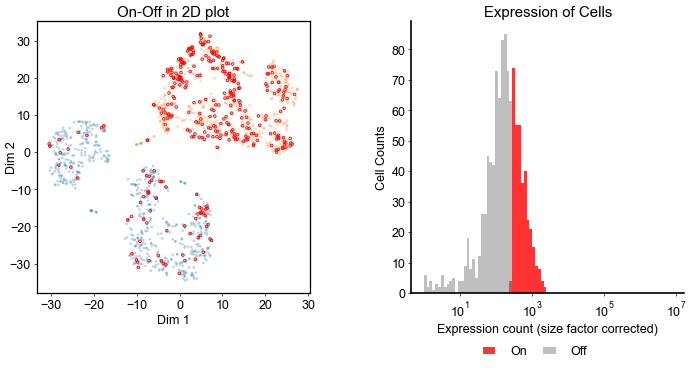 On-Off in 2D plot
30
20
10
0
−10
−20
−30
Dim 2
−30 −20 −10 0 10 20 30
Dim 1
Expression of Cells
80
70
60
50
40
30
20
10
0
Cell Counts
10^1 10^3 10^5 10^7
Expression count (size factor corrected)
On Off